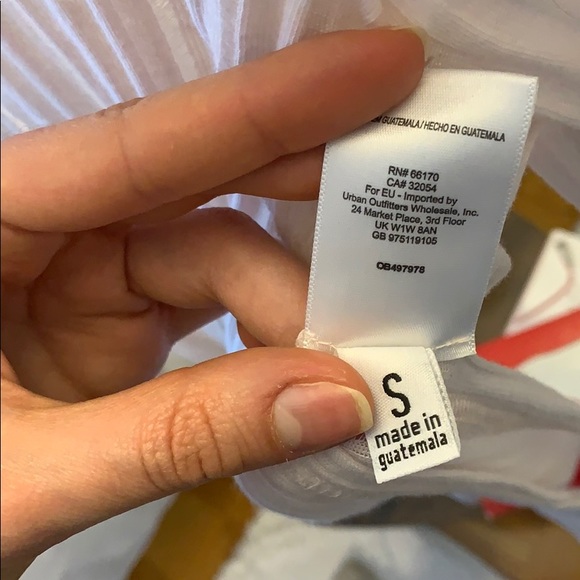 GUATEMALA/HECHO EN GUATEMALA
RN# 66170
CA# 32054
For EU - Imported by
Urban Outfitters Wholesale, Inc.
24 Market Place, 3rd Floor
UK W1W 8AN
GB 975119105
OB497978
S
made in
guatemala